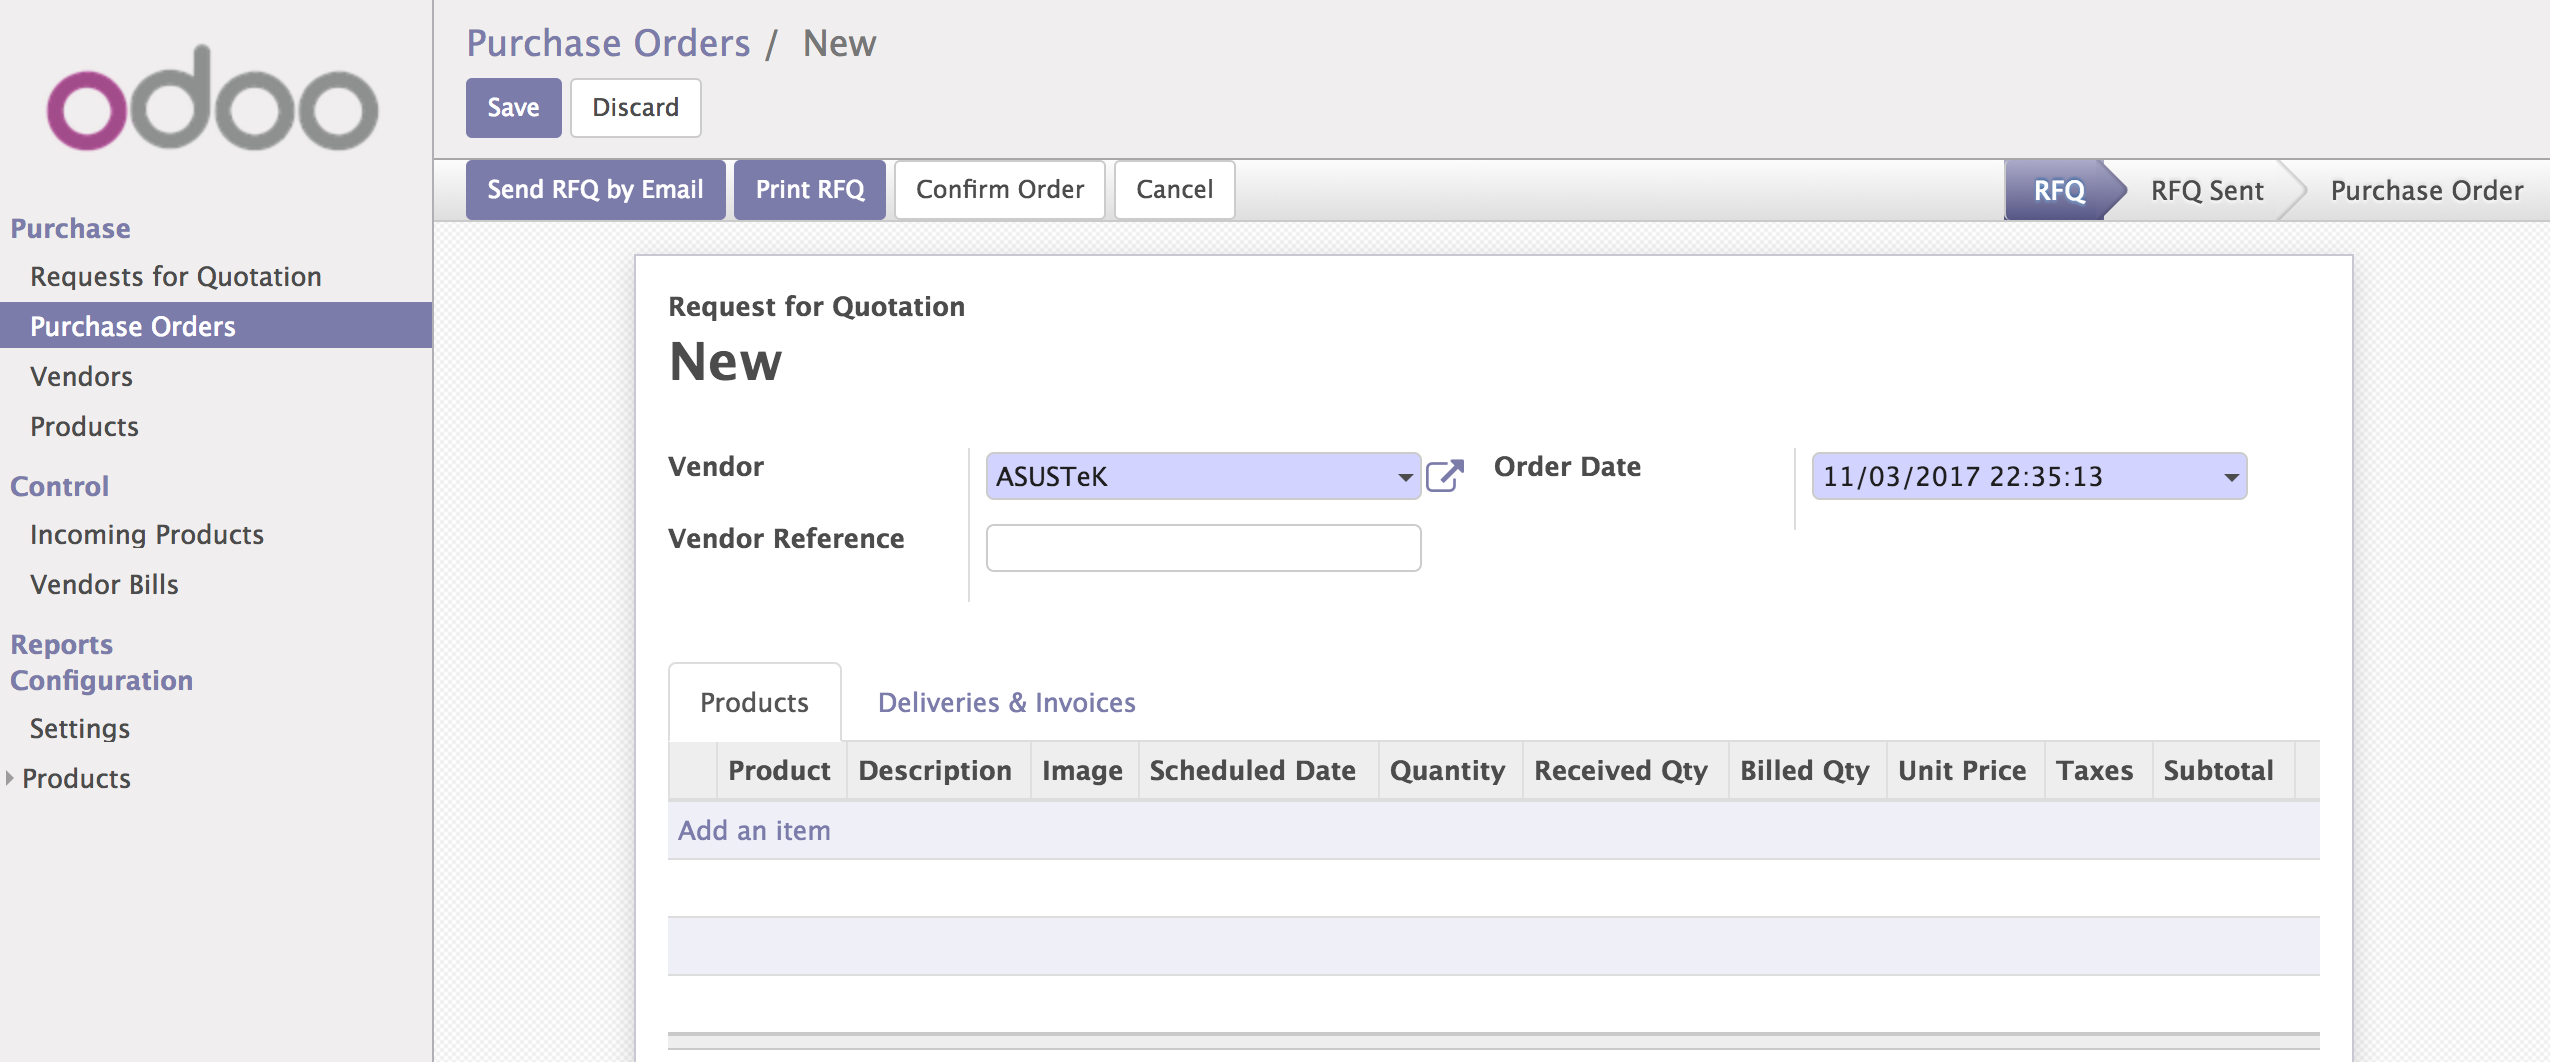 odoo
Purchase
Requests for Quotation
Purchase Orders
Vendors
Products
Control
Incoming Products
Vendor Bills
Reports
Configuration
Settings
Products
Purchase Orders / New
Save Discard
Send RFQ by Email Print RFQ Confirm Order Cancel RFQ RFQ Sent Purchase Order
Request for Quotation
New
Vendor ASUSTeK Order Date 11/03/2017 22:35:13
Vendor Reference
Products Deliveries & Invoices
Product Description Image Scheduled Date Quantity Received Qty Billed Qty Unit Price Taxes Subtotal
Add an item